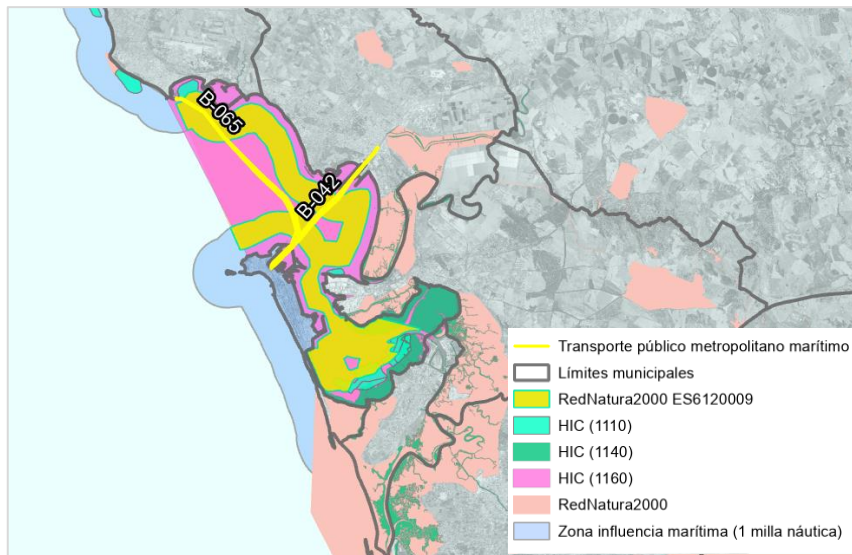 B-065
B-042
Transporte público metropolitano marítimo
Límites municipales
RedNatura2000 ES6120009
HIC (1110)
HIC (1140)
HIC (1160)
RedNatura2000
Zona influencia marítima (1 milla náutica)